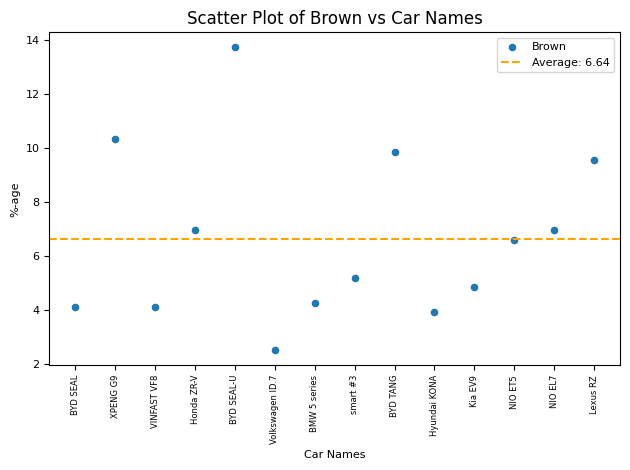 Scatter Plot of Brown vs Car Names
14
12
10
8
6
4
2
%-age
Brown
Average: 6.64
BYD SEAL
XPENG G9
VINFAST VF8
Honda ZR-V
BYD SEAL-U
Volkswagen ID.7
BMW 5 series
smart #3
BYD TANG
Hyundai KONA
Kia EV9
NIO ET5
NIO EL7
Lexus RZ
Car Names